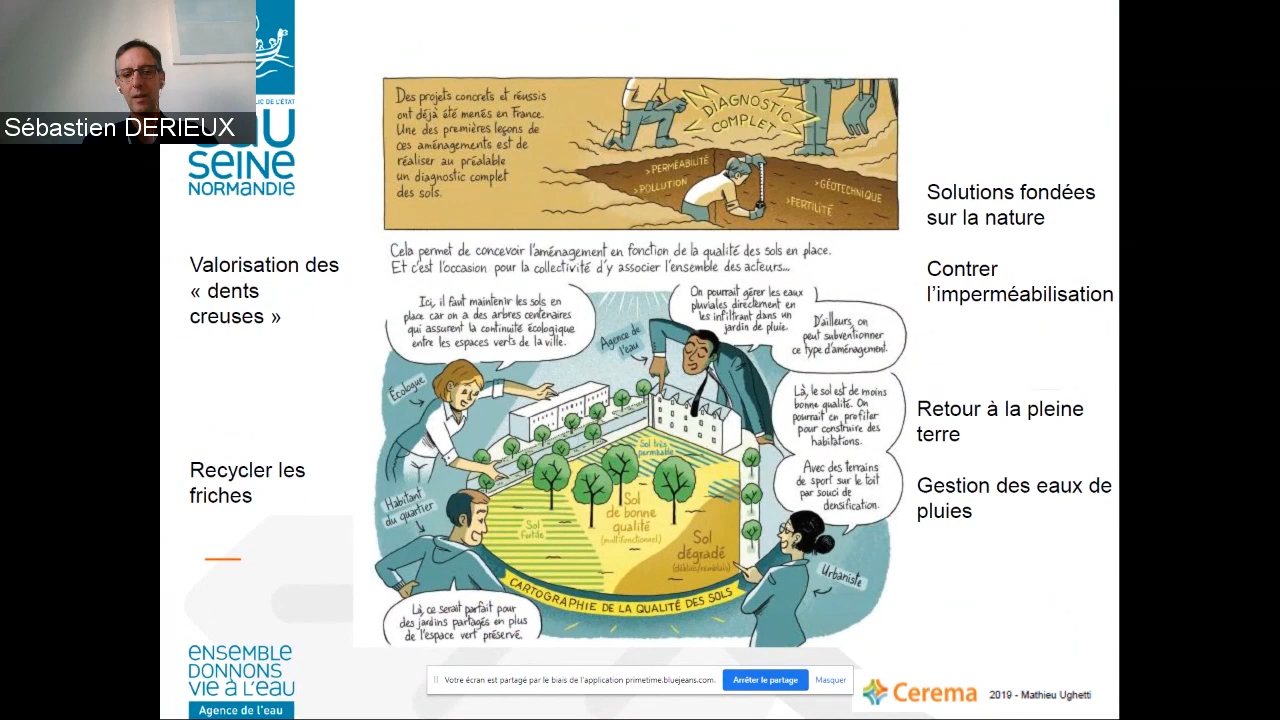 LIC DE L'ÉTAT
Sébastien DERIEUX
eau
SEINE
NORMANDIE
Valorisation des
« dents
creuses »
Recycler les
friches
ENSEMBLE
DONNONS
VIE À L'EAU
Agence de l'eau
Des projets concrets et réussis
ont déjà été menés en France.
Une des premières leçons de
ces aménagements est de
réaliser au préalable
un diagnostic complet
des sols.
DIAGNOSTIC
COMPLET
> PERMÉABILITÉ
> POLLUTION
> GÉOTECHNIQUE
> FERTILITÉ
Cela permet de concevoir l'aménagement en fonction de la qualité des sols en place.
Et c'est l'occasion pour la collectivité d'y associer l'ensemble des acteurs...
Ici, il faut maintenir les sols en
place car on a des arbres centenaires
qui assurent la continuité écologique
entre les espaces verts de la ville.
Écologue
Agence de
l'eau
On pourrait gérer les eaux
pluviales directement en
les infiltrant dans un
jardin de pluie.
D'ailleurs, on
peut subventionner
ce type d'aménagement.
Là, le sol est de moins
bonne qualité. On
pourrait en profiter
pour construire des
habitations.
Avec des terrains
de sport sur le toit
par souci de
densification.
Urbaniste
Habitant
du quartier
Là, ce serait parfait pour
des jardins partagés en plus
de l'espace vert préservé.
Sol très
perméable
Sol
fertile
Sol
de bonne
qualité
(multifonctionnel)
Sol
dégradé
(déblais/remblais)
CARTOGRAPHIE DE LA QUALITÉ DES SOLS
Solutions fondées
sur la nature
Contrer
l'imperméabilisation
Retour à la pleine
terre
Gestion des eaux de
pluies
Votre écran est partagé par le biais de l'application primetime.bluejeans.com.
Arrêter le partage
Masquer
Cerema
2019 - Mathieu Ughetti